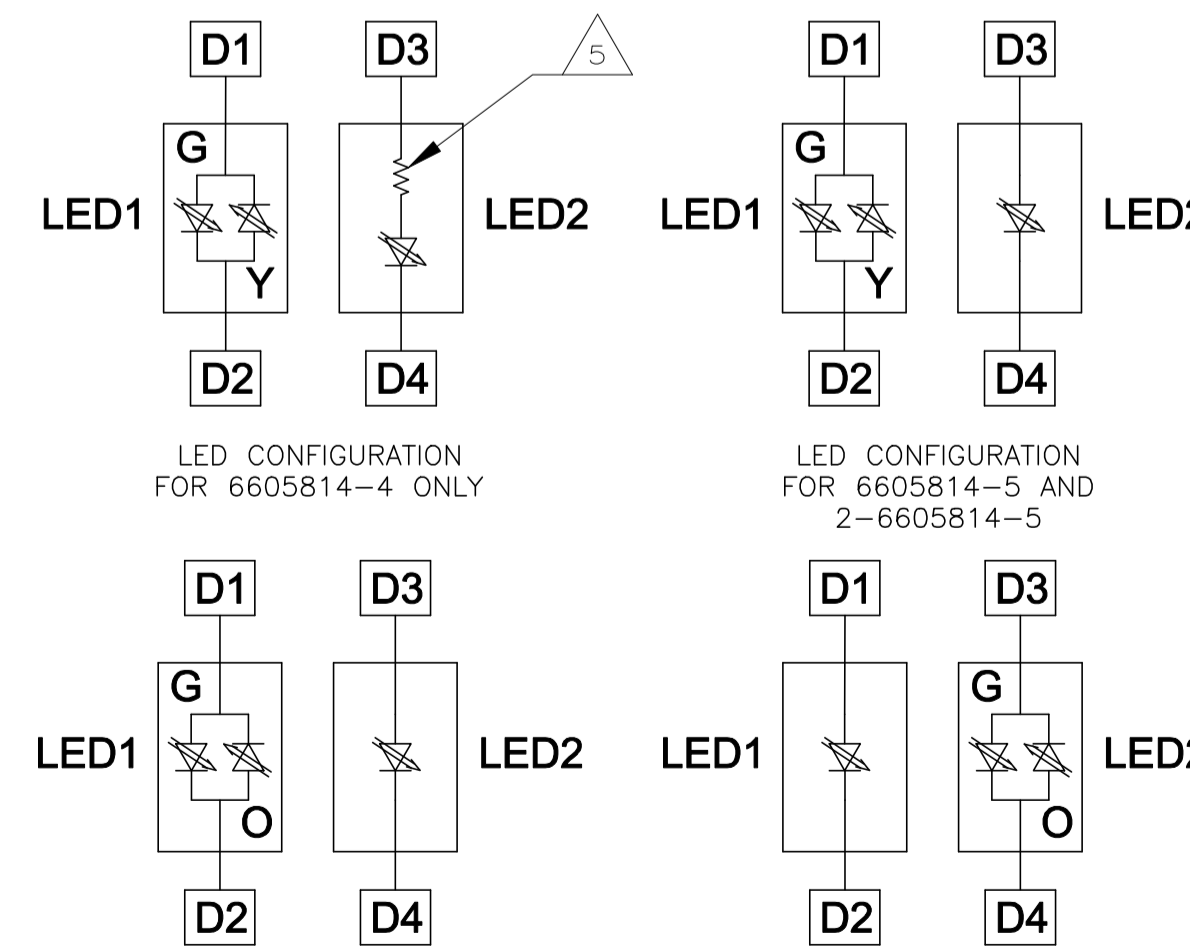 D1 D3 5 D1 D3
G G
LED1 LED2 LED1 LED2
Y Y
D2 D4 D2 D4
LED CONFIGURATION
FOR 6605814-4 ONLY
LED CONFIGURATION
FOR 6605814-5 AND
2-6605814-5
D1 D3 D1 D3
G G
LED1 LED2 LED1 LED2
O O
D2 D4 D2 D4